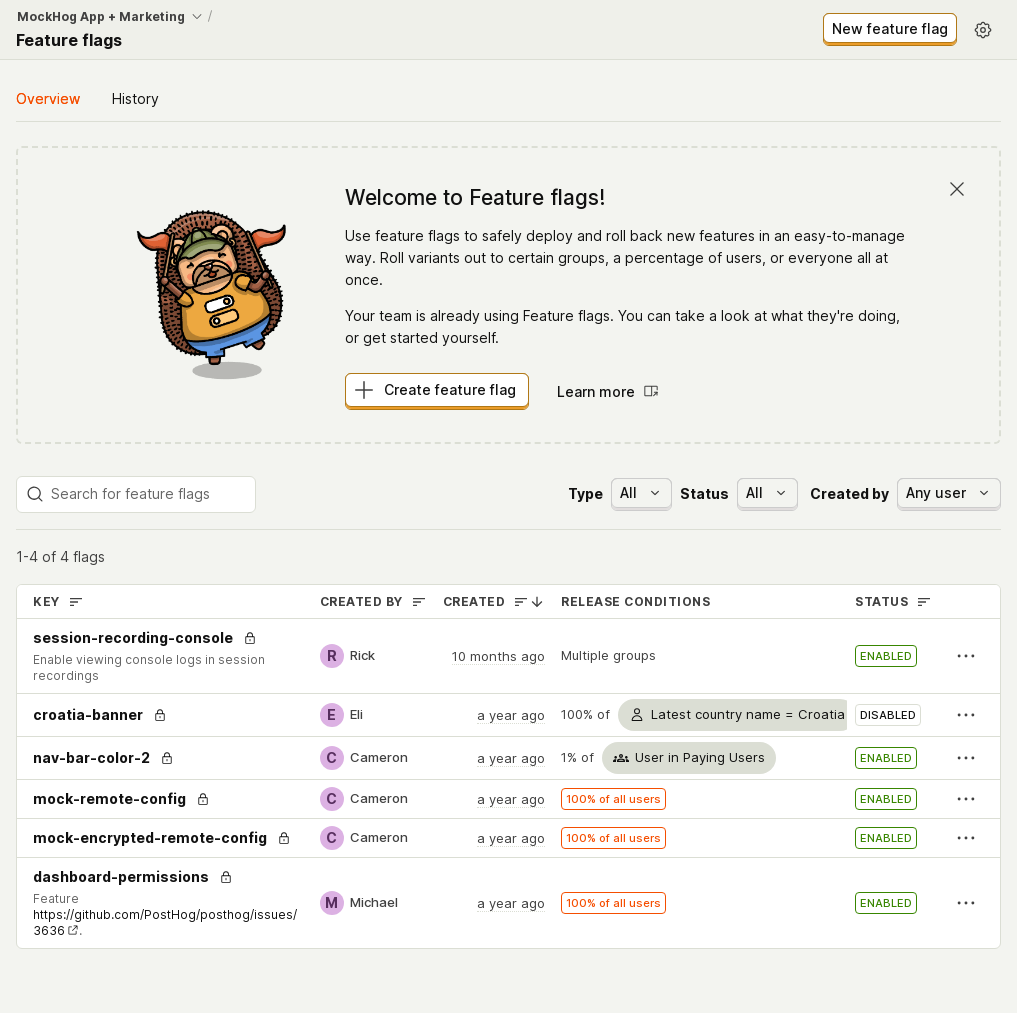 MockHog App + Marketing /
Feature flags
New feature flag
Overview
History
Welcome to Feature flags!
Use feature flags to safely deploy and roll back new features in an easy-to-manage
way. Roll variants out to certain groups, a percentage of users, or everyone all at
once.
Your team is already using Feature flags. You can take a look at what they're doing,
or get started yourself.
Create feature flag
Learn more
Search for feature flags
Type All Status All Created by Any user
1-4 of 4 flags
KEY CREATED BY CREATED RELEASE CONDITIONS STATUS
session-recording-console
Enable viewing console logs in session
recordings
R Rick 10 months ago Multiple groups ENABLED
croatia-banner E Eli a year ago 100% of Latest country name = Croatia DISABLED
nav-bar-color-2 C Cameron a year ago 1% of User in Paying Users ENABLED
mock-remote-config C Cameron a year ago 100% of all users ENABLED
mock-encrypted-remote-config C Cameron a year ago 100% of all users ENABLED
dashboard-permissions
Feature
https://github.com/PostHog/posthog/issues/
3636.
M Michael a year ago 100% of all users ENABLED